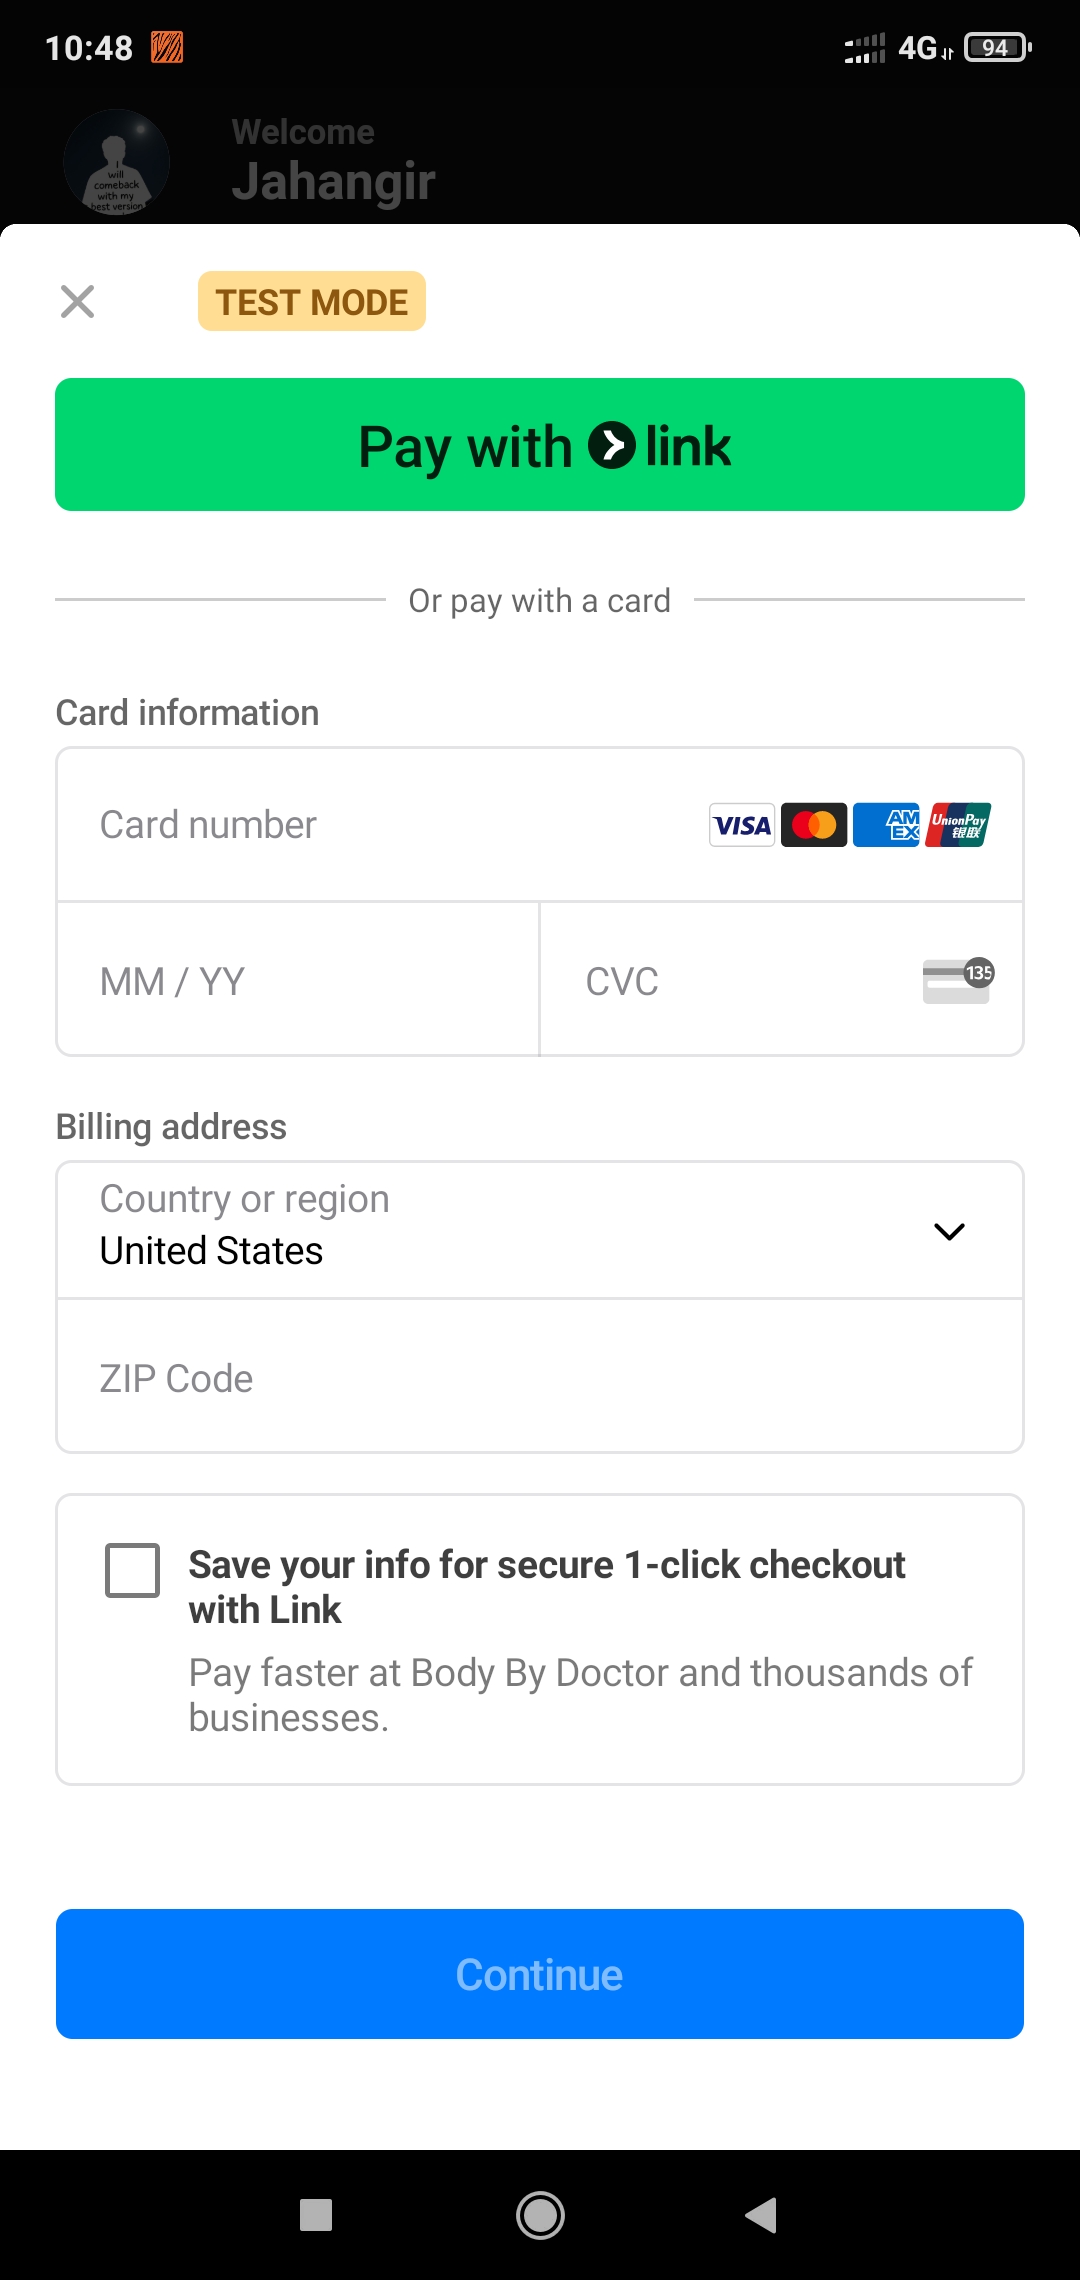 10:48
4G
94
I
will
comeback
with my
best version
Welcome
Jahangir
TEST MODE
Pay with link
Or pay with a card
Card information
Card number
VISA
AM
EX
UnionPay
银联
MM / YY
CVC
135
Billing address
Country or region
United States
ZIP Code
Save your info for secure 1-click checkout
with Link
Pay faster at Body By Doctor and thousands of
businesses.
Continue